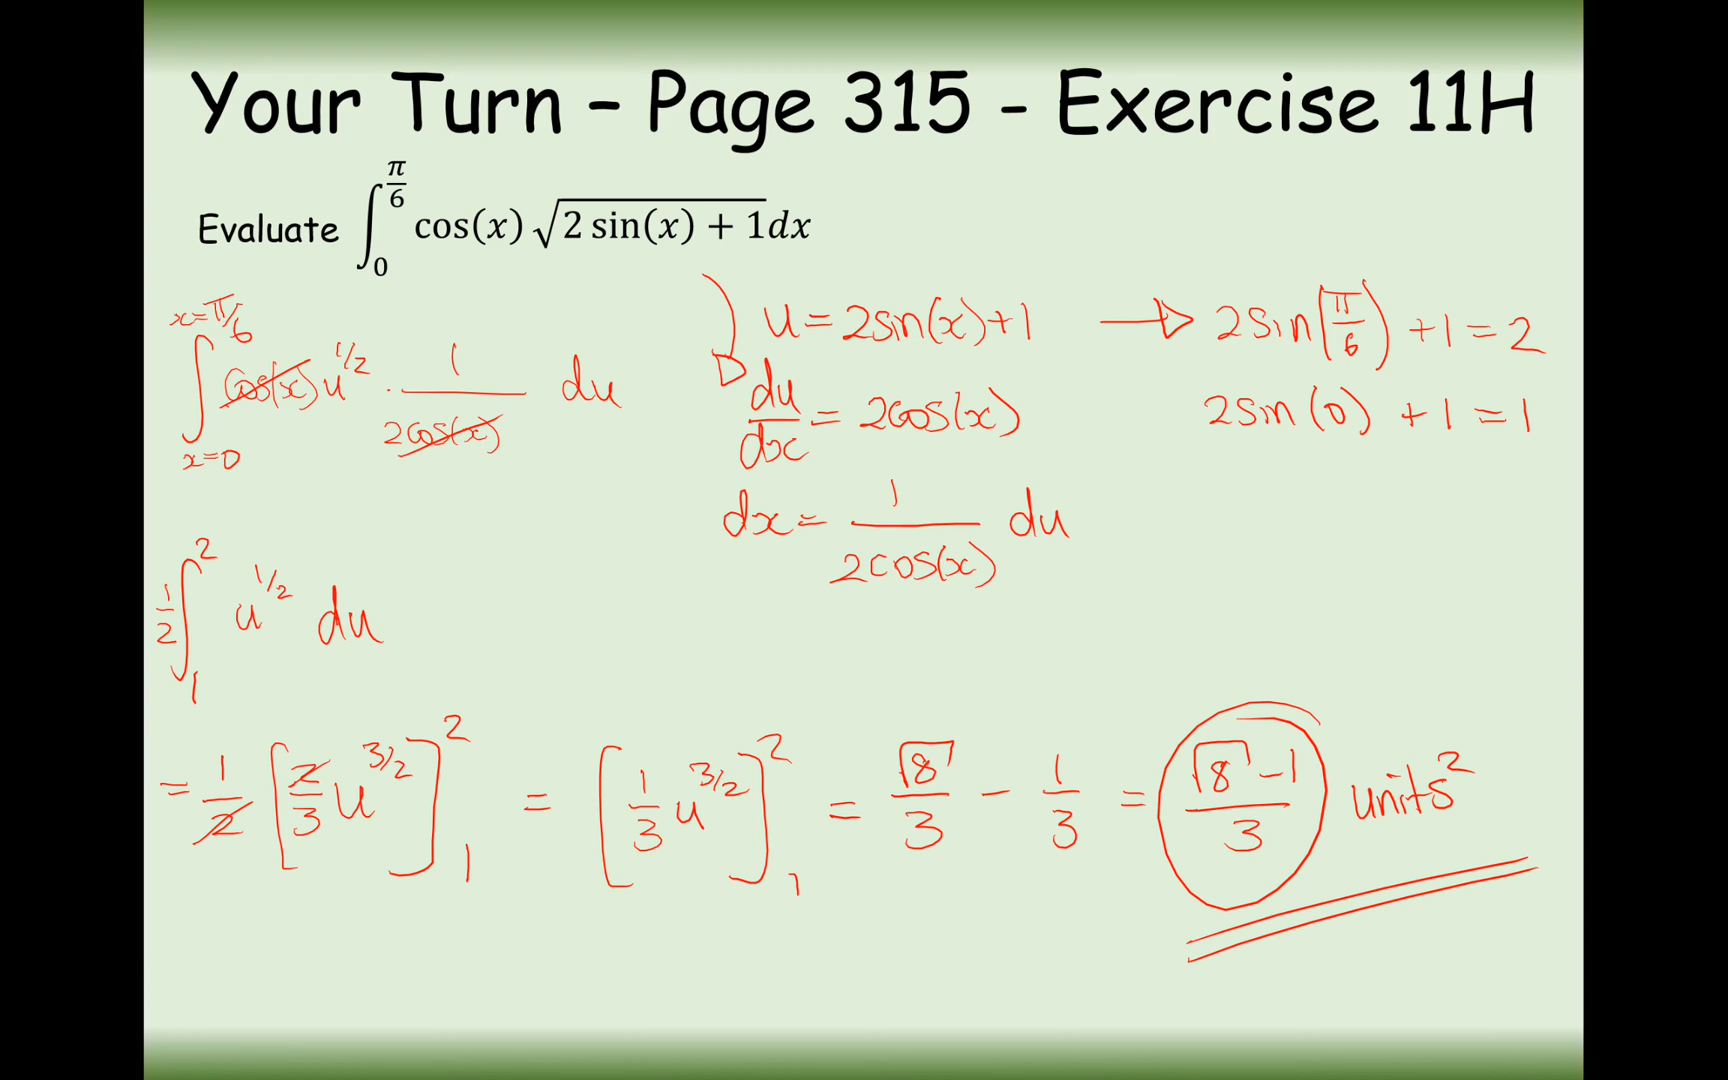 Your Turn – Page 315 - Exercise 11H
Evaluate ∫₀^(π/6) cos(x) √(2 sin(x) + 1) dx
∫_(x=0)^(x=π/6) cos(x) u^(1/2) · 1/(2cos(x)) du
u = 2sin(x)+1 → 2sin(π/6) + 1 = 2
du/dx = 2cos(x)
2sin(0) + 1 = 1
dx = 1/(2cos(x)) du
1/2 ∫₁² u^(1/2) du
= 1/2 [2/3 u^(3/2)]₁² = [1/3 u^(3/2)]₁² = √8/3 − 1/3 = (√8 − 1)/3 units²